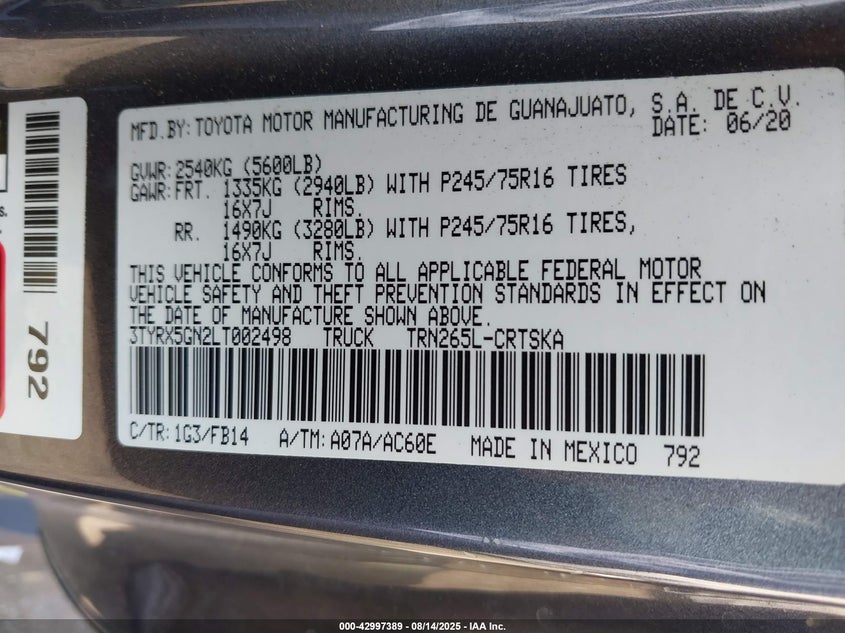 MFD.BY: TOYOTA MOTOR MANUFACTURING DE GUANAJUATO, S.A. DE C.V.
DATE: 06/20
GVWR: 2540KG (5600LB)
GAWR: FRT. 1335KG (2940LB) WITH P245/75R16 TIRES
16X7J RIMS.
RR. 1490KG (3280LB) WITH P245/75R16 TIRES,
16X7J RIMS.
THIS VEHICLE CONFORMS TO ALL APPLICABLE FEDERAL MOTOR
VEHICLE SAFETY AND THEFT PREVENTION STANDARDS IN EFFECT ON
THE DATE OF MANUFACTURE SHOWN ABOVE.
3TYRX5GN2LT002498 TRUCK TRN265L-CRTSKA
C/TR: 1G3/FB14 A/TM: A07A/AC60E MADE IN MEXICO 792
s.
792
000-42997389 - 08/14/2025 - IAA Inc.